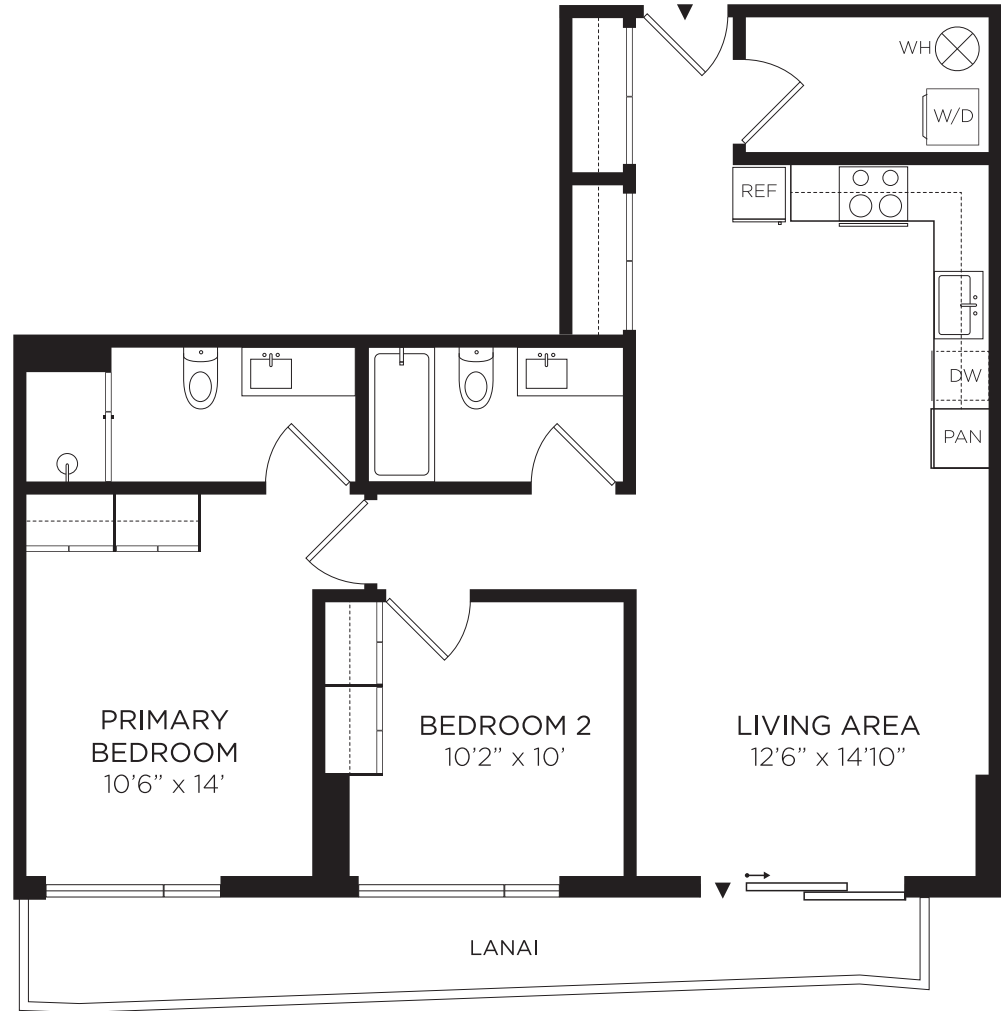 WH
W/D
REF
DW
PAN
PRIMARY
BEDROOM
10'6” x 14'
BEDROOM 2
10'2” x 10'
LIVING AREA
12'6” x 14'10”
LANAI